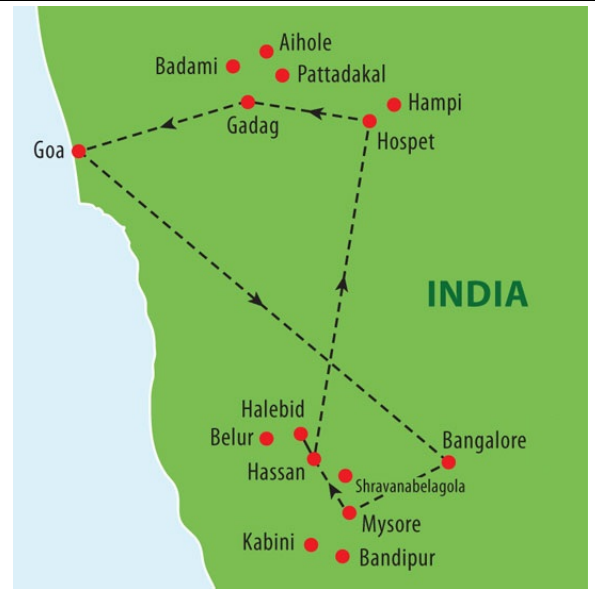 Aihole
Badami
Pattadakal
Hampi
Gadag
Hospet
Goa
INDIA
Halebid
Belur
Bangalore
Hassan
Shravanabelagola
Mysore
Kabini
Bandipur